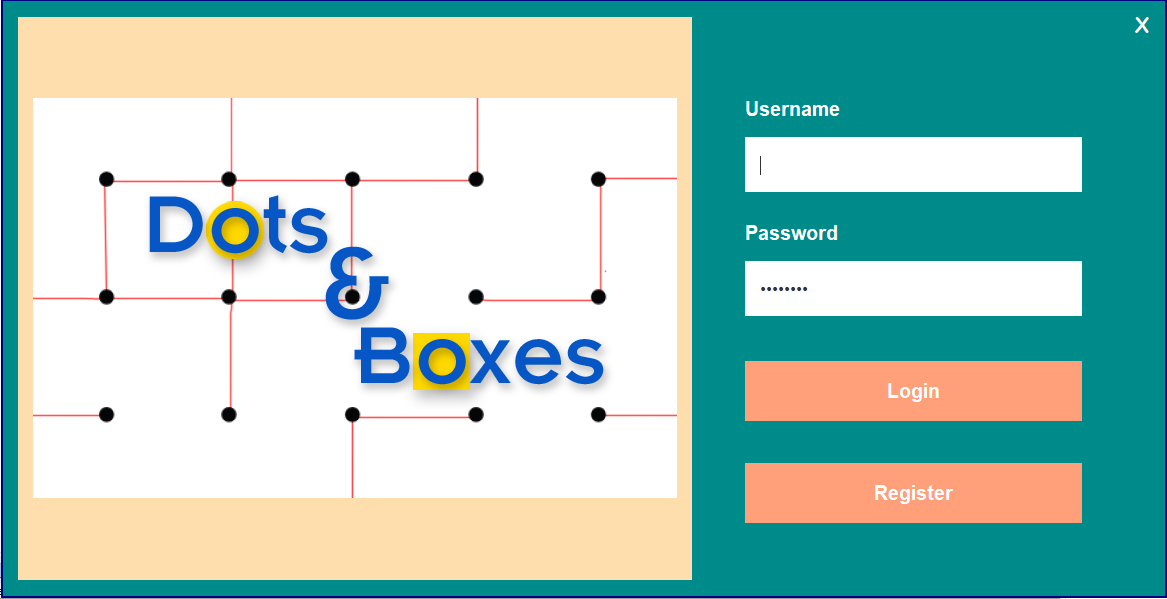 X
Dots
&
Boxes
Username
Password
••••••••
Login
Register